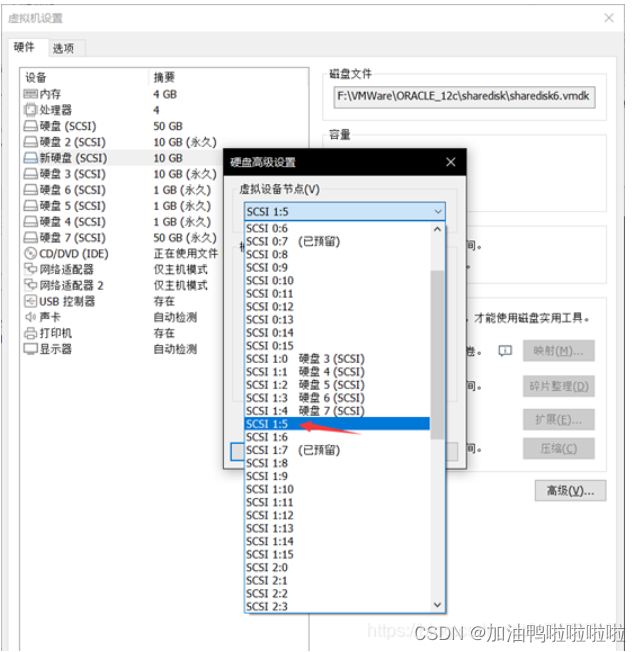 虚拟机设置
硬件 选项
设备 摘要
内存 4 GB
处理器 4
硬盘 (SCSI) 50 GB
硬盘 2 (SCSI) 10 GB (永久)
新硬盘 (SCSI) 10 GB
硬盘 3 (SCSI) 10 GB (永久)
硬盘 6 (SCSI) 1 GB (永久)
硬盘 5 (SCSI) 1 GB (永久)
硬盘 4 (SCSI) 1 GB (永久)
硬盘 7 (SCSI) 50 GB (永久)
CD/DVD (IDE) 正在使用文件
网络适配器 仅主机模式
网络适配器 2 仅主机模式
USB 控制器 存在
声卡 自动检测
打印机 存在
显示器 自动检测
磁盘文件
F:\VMWare\ORACLE_12c\sharedisk\sharedisk6.vmdk
容量
间。
，才能使用磁盘实用工具。
卷。 映射(M)...
间。 碎片整理(D)
扩展(E)...
间。 压缩(C)
高级(V)...
硬盘高级设置
虚拟设备节点(V)
SCSI 1:5
SCSI 0:6
SCSI 0:7 (已预留)
SCSI 0:8
SCSI 0:9
SCSI 0:10
SCSI 0:11
SCSI 0:12
SCSI 0:13
SCSI 0:14
SCSI 0:15
SCSI 1:0 硬盘 3 (SCSI)
SCSI 1:1 硬盘 4 (SCSI)
SCSI 1:2 硬盘 5 (SCSI)
SCSI 1:3 硬盘 6 (SCSI)
SCSI 1:4 硬盘 7 (SCSI)
SCSI 1:5
SCSI 1:6
SCSI 1:7 (已预留)
SCSI 1:8
SCSI 1:9
SCSI 1:10
SCSI 1:11
SCSI 1:12
SCSI 1:13
SCSI 1:14
SCSI 1:15
SCSI 2:0
SCSI 2:1
SCSI 2:2
SCSI 2:3
CSDN @加油鸭啦啦啦啦